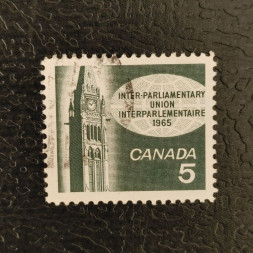 INTER-PARLIAMENTARY
UNION
INTERPARLEMENTAIRE
1965
CANADA
5